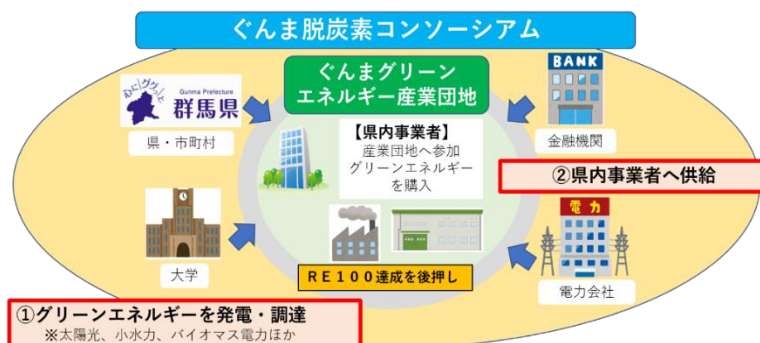 ぐんま脱炭素コンソーシアム
ぐんまグリーン
エネルギー産業団地
心にググっと
Gunma Prefecture
群馬県
県・市町村
BANK
金融機関
【県内事業者】
産業団地へ参加
グリーンエネルギー
を購入
②県内事業者へ供給
大学
電力
電力会社
RE100達成を後押し
①グリーンエネルギーを発電・調達
※太陽光、小水力、バイオマス電力ほか